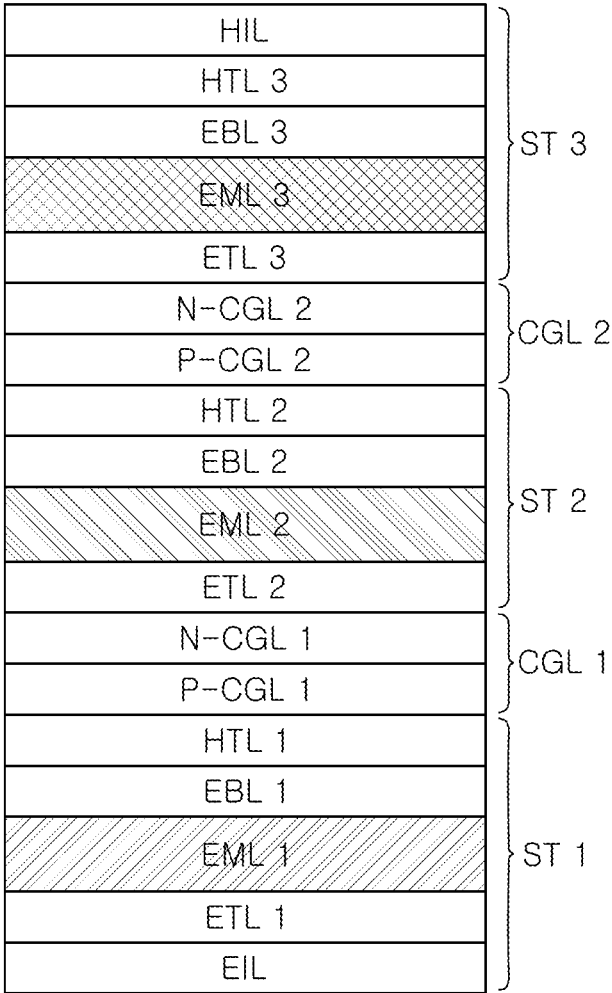 HIL
HTL 3
EBL 3
EML 3
ETL 3
ST 3
N-CGL 2
P-CGL 2
CGL 2
HTL 2
EBL 2
EML 2
ETL 2
ST 2
N-CGL 1
P-CGL 1
CGL 1
HTL 1
EBL 1
EML 1
ETL 1
EIL
ST 1